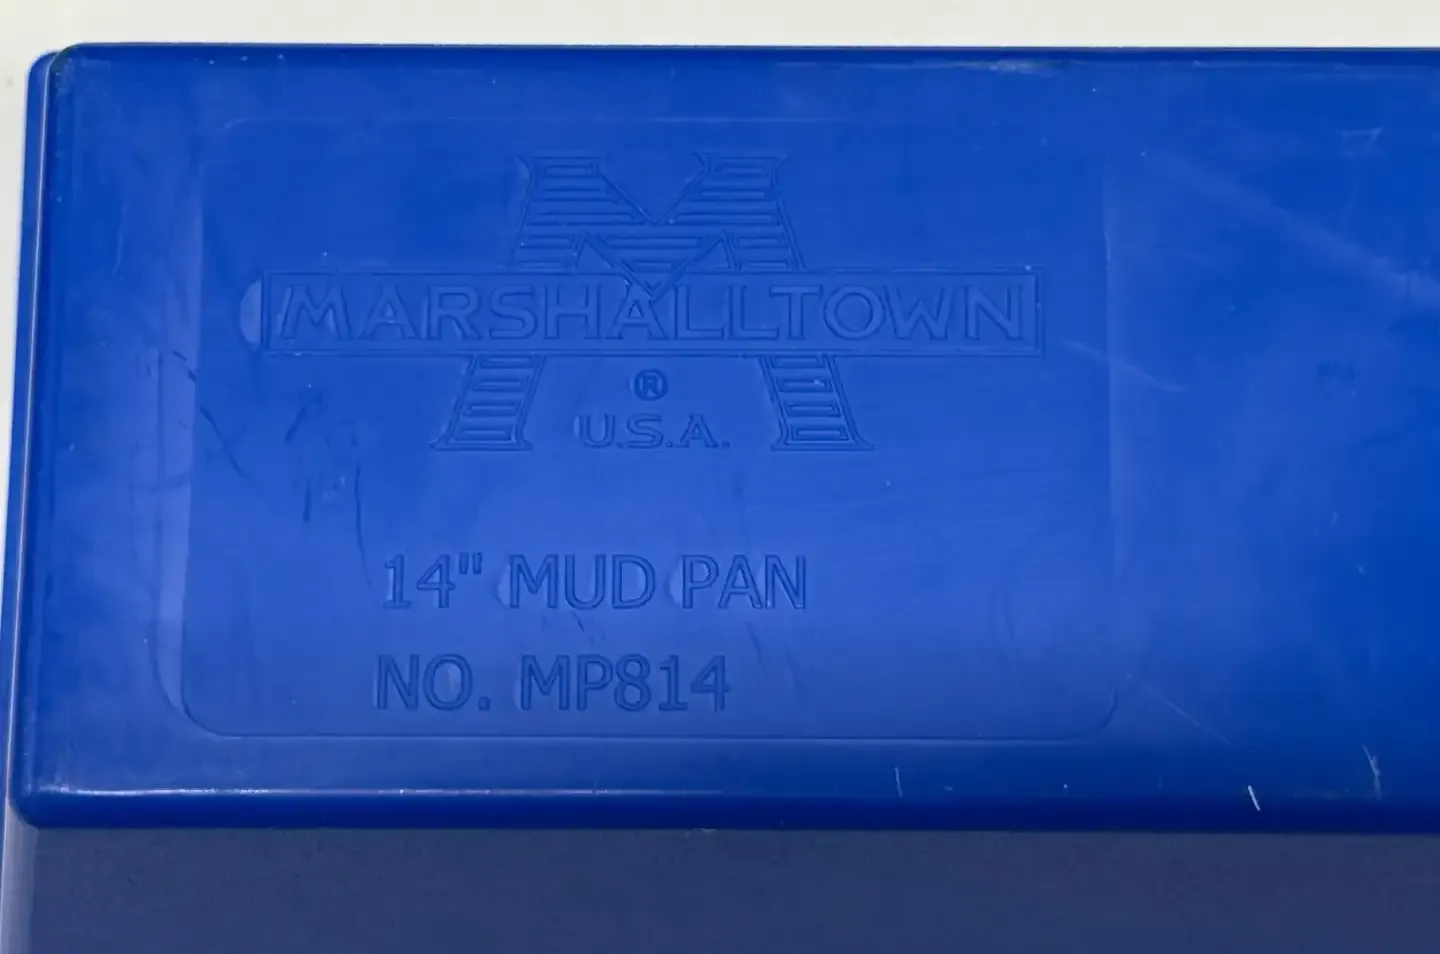 MARSHALLTOWN
®
U.S.A.
14" MUD PAN
NO. MP814